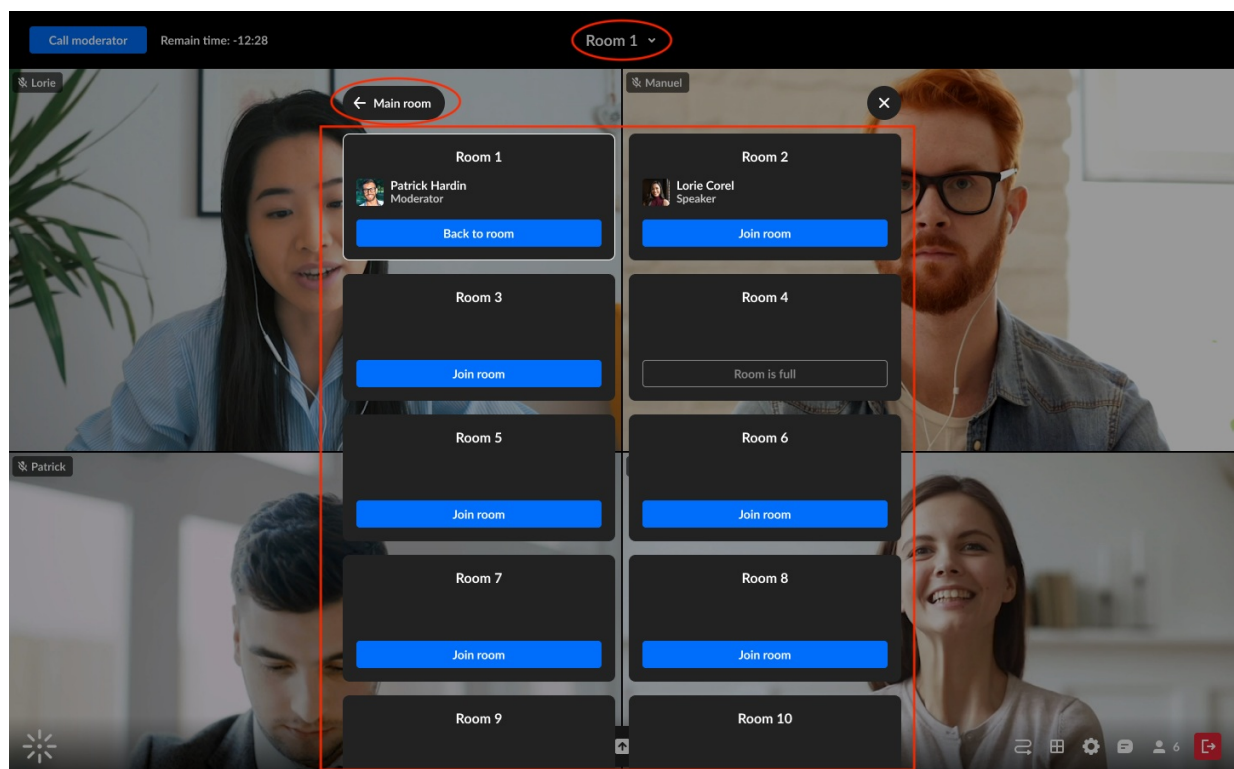 Call moderator
Remain time: -12:28
Room 1
Lorie
Manuel
Main room
Room 1
Patrick Hardin
Moderator
Back to room
Room 2
Lorie Corel
Speaker
Join room
Room 3
Join room
Room 4
Room is full
Room 5
Join room
Room 6
Join room
Patrick
Room 7
Join room
Room 8
Join room
Room 9
Room 10
6